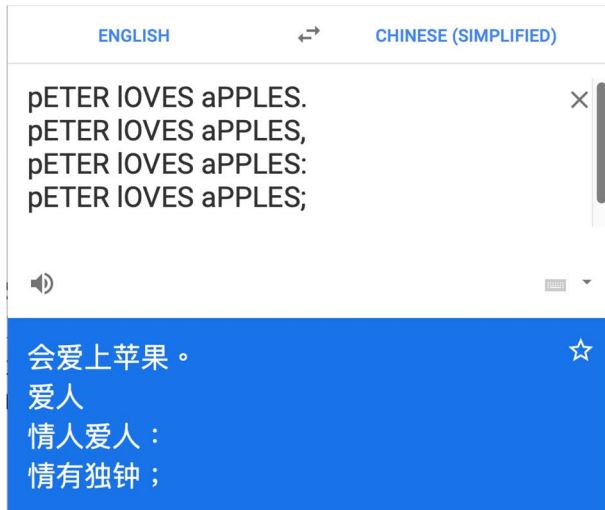 ENGLISH CHINESE (SIMPLIFIED)
pETER lOVES aPPLES.
pETER lOVES aPPLES,
pETER lOVES aPPLES:
pETER lOVES aPPLES;
会爱上苹果。
爱人
情人爱人：
情有独钟；